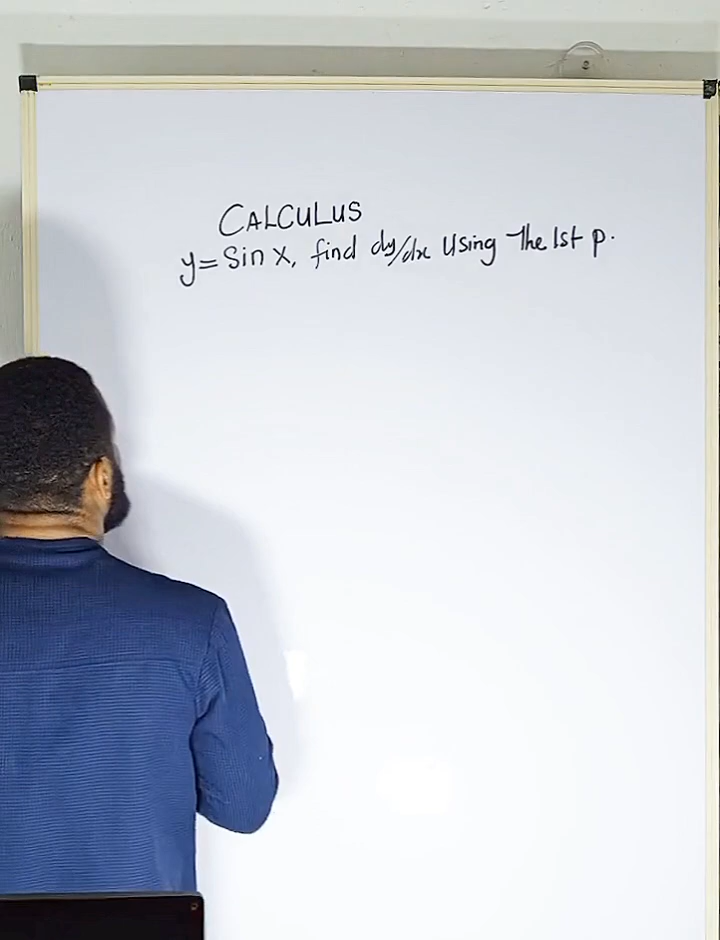 CALCULUS
y = Sin x, find dy/dx Using The 1st p.